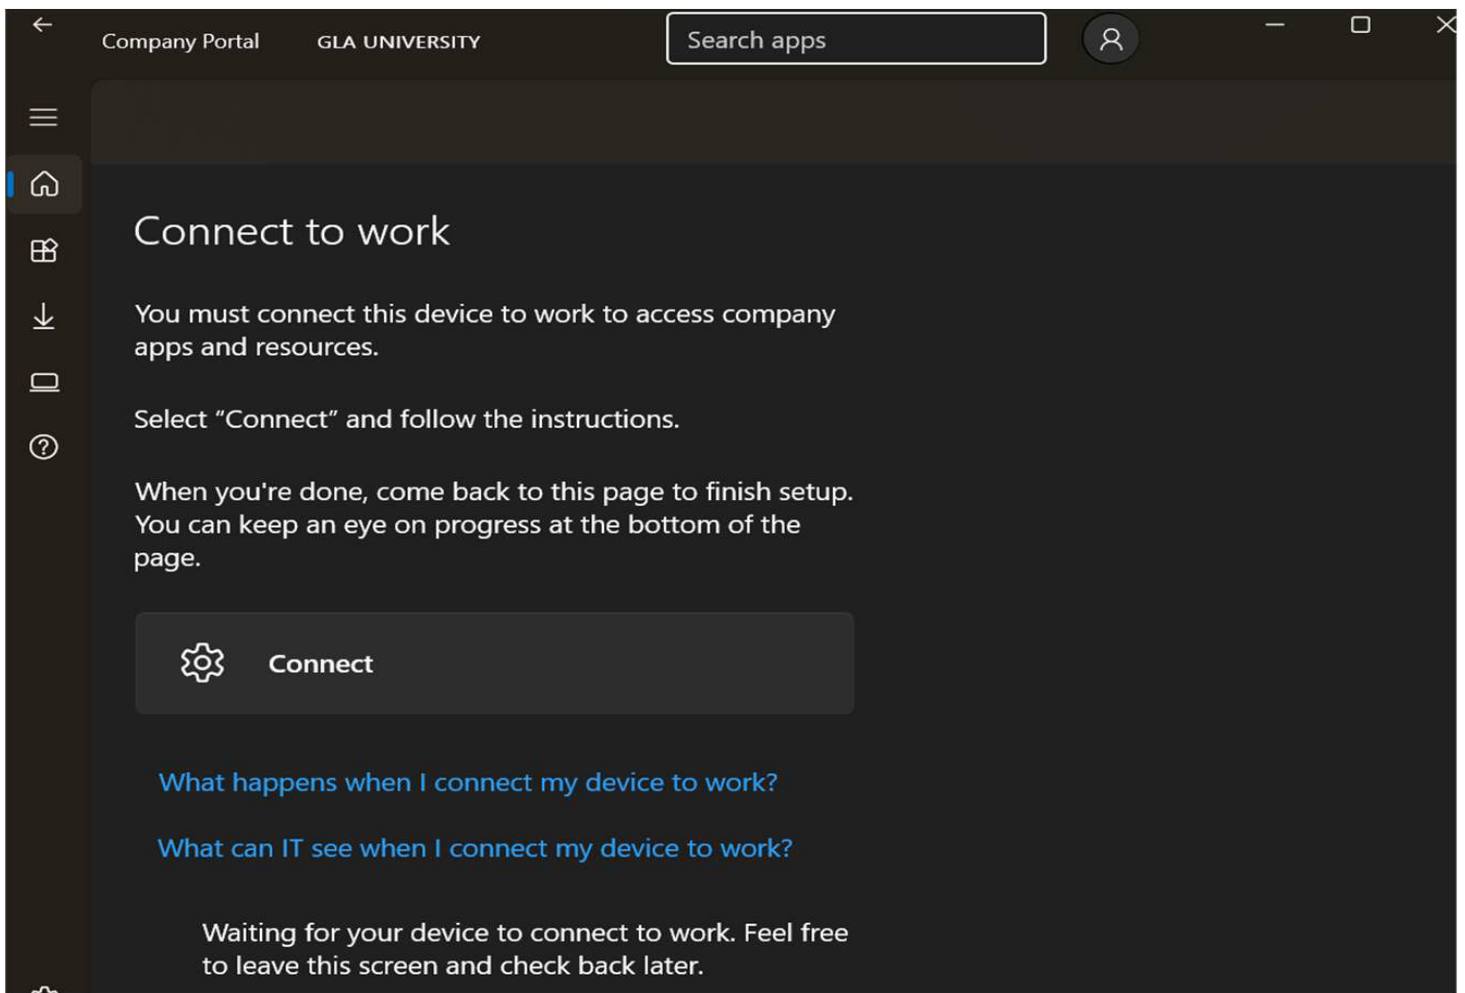 Company Portal
GLA UNIVERSITY
Search apps
Connect to work
You must connect this device to work to access company
apps and resources.
Select “Connect” and follow the instructions.
When you're done, come back to this page to finish setup.
You can keep an eye on progress at the bottom of the
page.
Connect
What happens when I connect my device to work?
What can IT see when I connect my device to work?
Waiting for your device to connect to work. Feel free
to leave this screen and check back later.